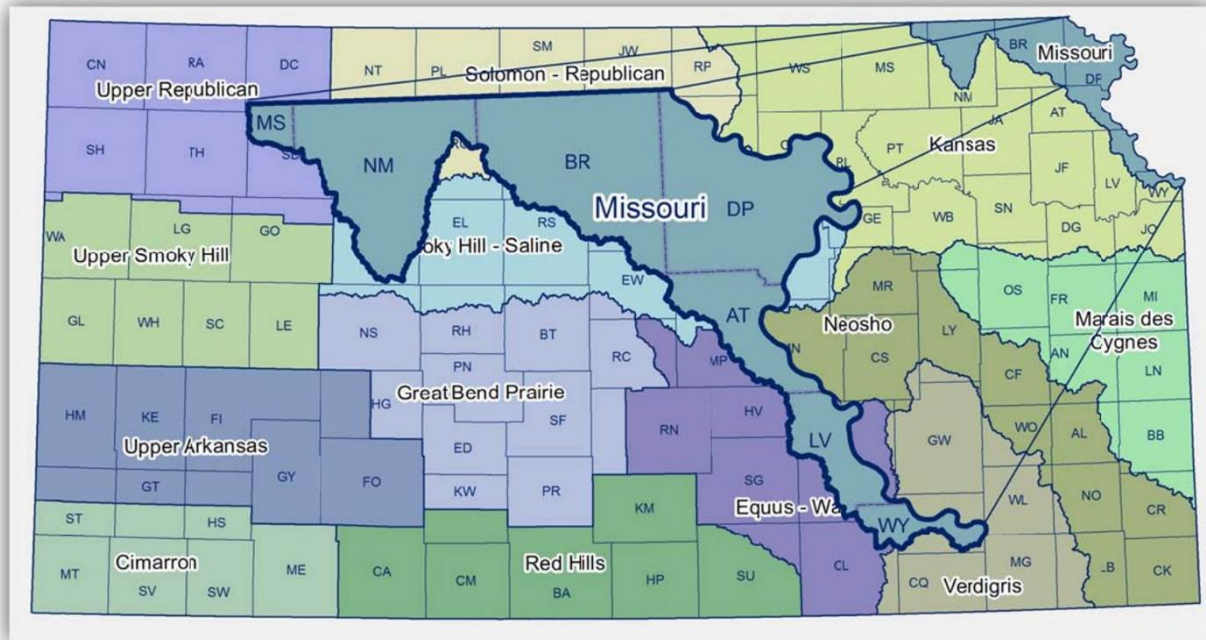 CN
RA
DC
NT
PL
SM
JW
RP
WS
MS
NM
BR
Missouri
DP
Upper Republican
Solomon - Republican
SH
TH
MS
NM
BR
Missouri
DP
PT
Kansas
JA
AT
JF
LV
WY
WA
LG
GO
Upper Smoky Hill
EL
RS
oky Hill - Saline
EW
GE
WB
SN
DG
JO
GL
WH
SC
LE
NS
RH
BT
RC
PN
Great Bend Prairie
AT
MP
MR
Neosho
CS
LY
OS
FR
MI
Marais des
Cygnes
AN
LN
CF
HM
KE
FI
HG
Upper Arkansas
GY
FO
GT
ED
SF
KW
PR
RN
HV
LV
SG
Equus - Wa
WY
GW
WO
AL
BB
WL
NO
CR
ST
HS
Cimarron
MT
SV
SW
ME
CA
CM
KM
Red Hills
BA
HP
SU
CL
CQ
MG
Verdigris
LB
CK